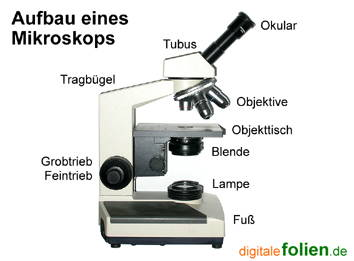 Aufbau eines
Mikroskops
Okular
Tubus
Tragbügel
Objektive
Objekttisch
Blende
Grobtrieb
Feintrieb
Lampe
Fuß
digitalefolien.de